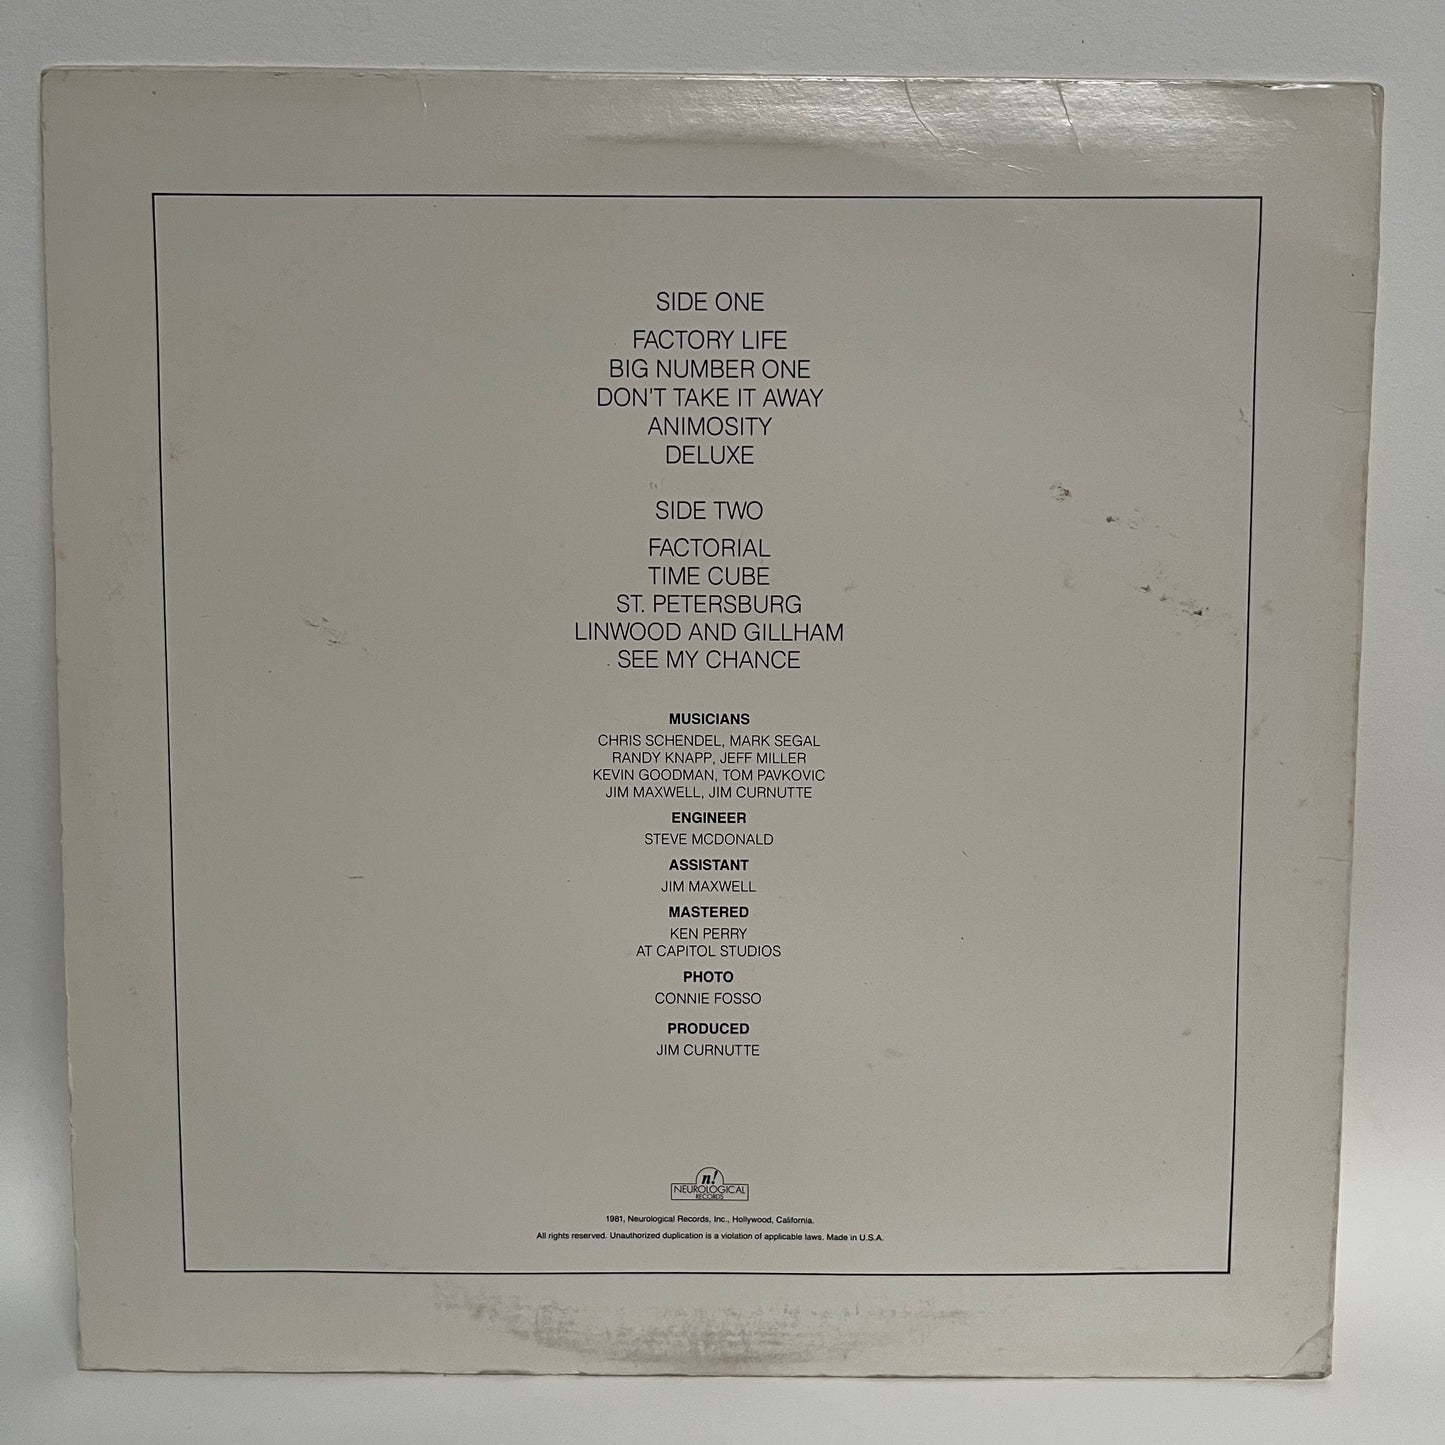 SIDE ONE
FACTORY LIFE
BIG NUMBER ONE
DON'T TAKE IT AWAY
ANIMOSITY
DELUXE
SIDE TWO
FACTORIAL
TIME CUBE
ST. PETERSBURG
LINWOOD AND GILLHAM
SEE MY CHANCE
MUSICIANS
CHRIS SCHENDEL, MARK SEGAL
RANDY KNAPP, JEFF MILLER
KEVIN GOODMAN, TOM PAVKOVIC
JIM MAXWELL, JIM CURNUTTE
ENGINEER
STEVE MCDONALD
ASSISTANT
JIM MAXWELL
MASTERED
KEN PERRY
AT CAPITOL STUDIOS
PHOTO
CONNIE FOSSO
PRODUCED
JIM CURNUTTE
n!
NEUROLOGICAL
RECORDS
1981, Neurological Records, Inc., Hollywood, California.
All rights reserved. Unauthorized duplication is a violation of applicable laws. Made in U.S.A.